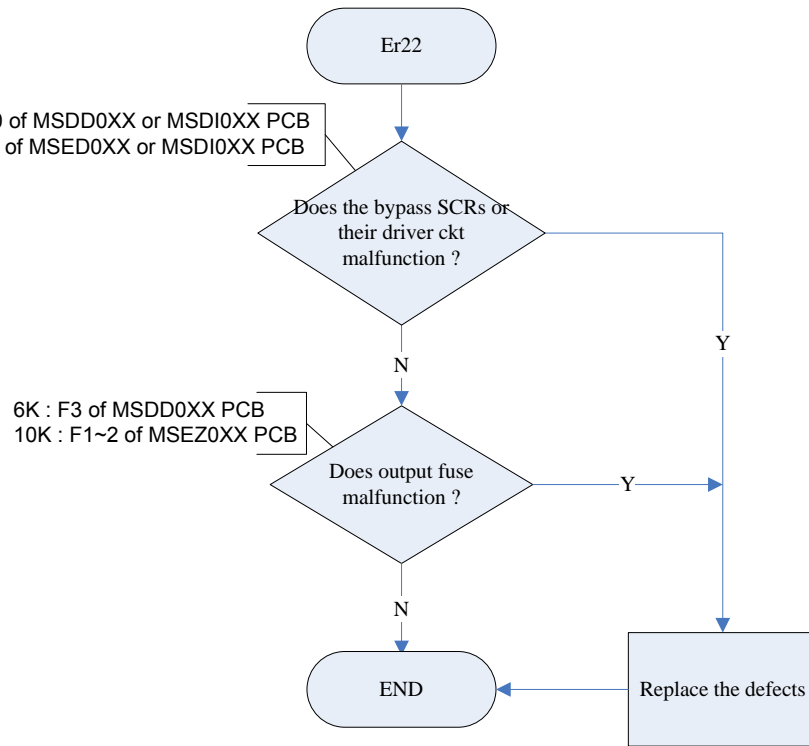 Er22
of MSDD0XX or MSDI0XX PCB
of MSED0XX or MSDI0XX PCB
Does the bypass SCRs or
their driver ckt
malfunction ?
Y
N
6K : F3 of MSDD0XX PCB
10K : F1~2 of MSEZ0XX PCB
Does output fuse
malfunction ?
Y
N
END
Replace the defects